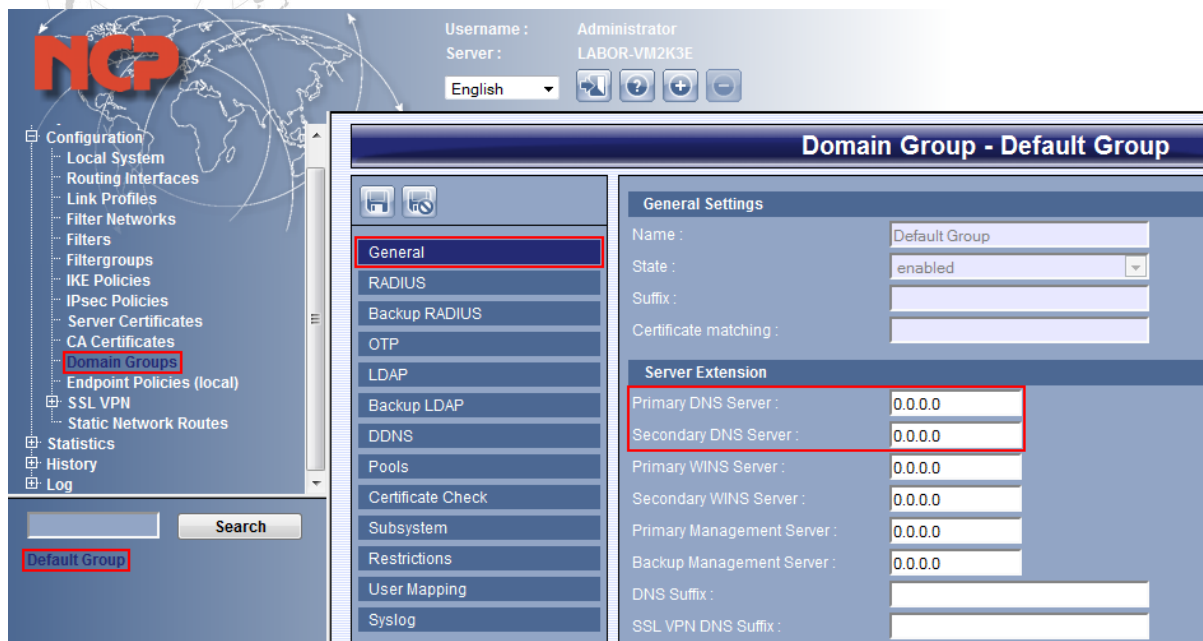 NCP
Username : Administrator
Server : LABOR-VM2K3E
English
Configuration
Local System
Routing Interfaces
Link Profiles
Filter Networks
Filters
Filtergroups
IKE Policies
IPsec Policies
Server Certificates
CA Certificates
Domain Groups
Endpoint Policies (local)
SSL VPN
Static Network Routes
Statistics
History
Log
Search
Default Group
Domain Group - Default Group
General
RADIUS
Backup RADIUS
OTP
LDAP
Backup LDAP
DDNS
Pools
Certificate Check
Subsystem
Restrictions
User Mapping
Syslog
General Settings
Name : Default Group
State : enabled
Suffix :
Certificate matching :
Server Extension
Primary DNS Server : 0.0.0.0
Secondary DNS Server : 0.0.0.0
Primary WINS Server : 0.0.0.0
Secondary WINS Server : 0.0.0.0
Primary Management Server : 0.0.0.0
Backup Management Server : 0.0.0.0
DNS Suffix :
SSL VPN DNS Suffix :